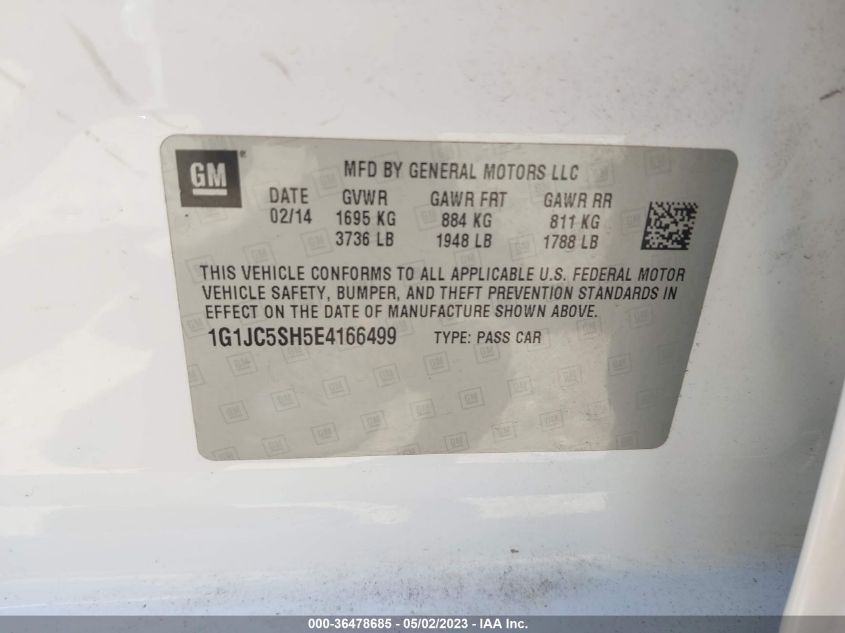 GM ®
MFD BY GENERAL MOTORS LLC
DATE GVWR GAWR FRT GAWR RR
02/14 1695 KG 884 KG 811 KG
3736 LB 1948 LB 1788 LB
THIS VEHICLE CONFORMS TO ALL APPLICABLE U.S. FEDERAL MOTOR
VEHICLE SAFETY, BUMPER, AND THEFT PREVENTION STANDARDS IN
EFFECT ON THE DATE OF MANUFACTURE SHOWN ABOVE.
1G1JC5SH5E4166499 TYPE: PASS CAR
000-36478685 - 05/02/2023 - IAA Inc.